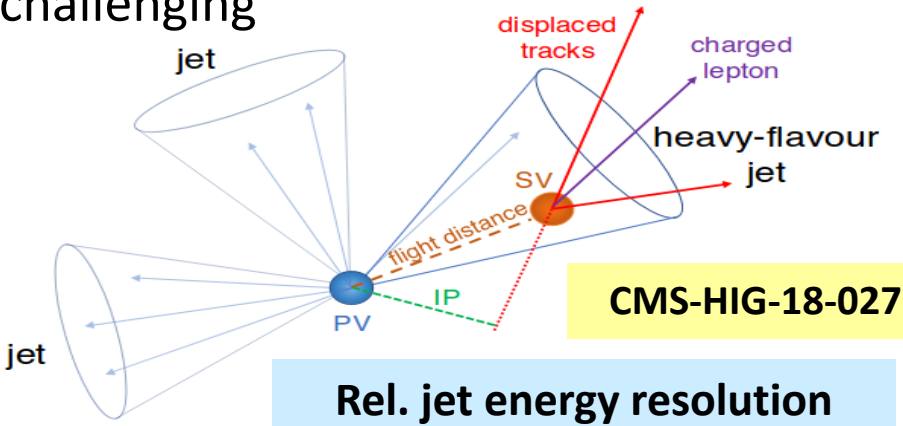 challenging
displaced
tracks
jet
charged
lepton
heavy-flavour
jet
SV
flight distance
IP
PV
CMS-HIG-18-027
jet
Rel. jet energy resolution